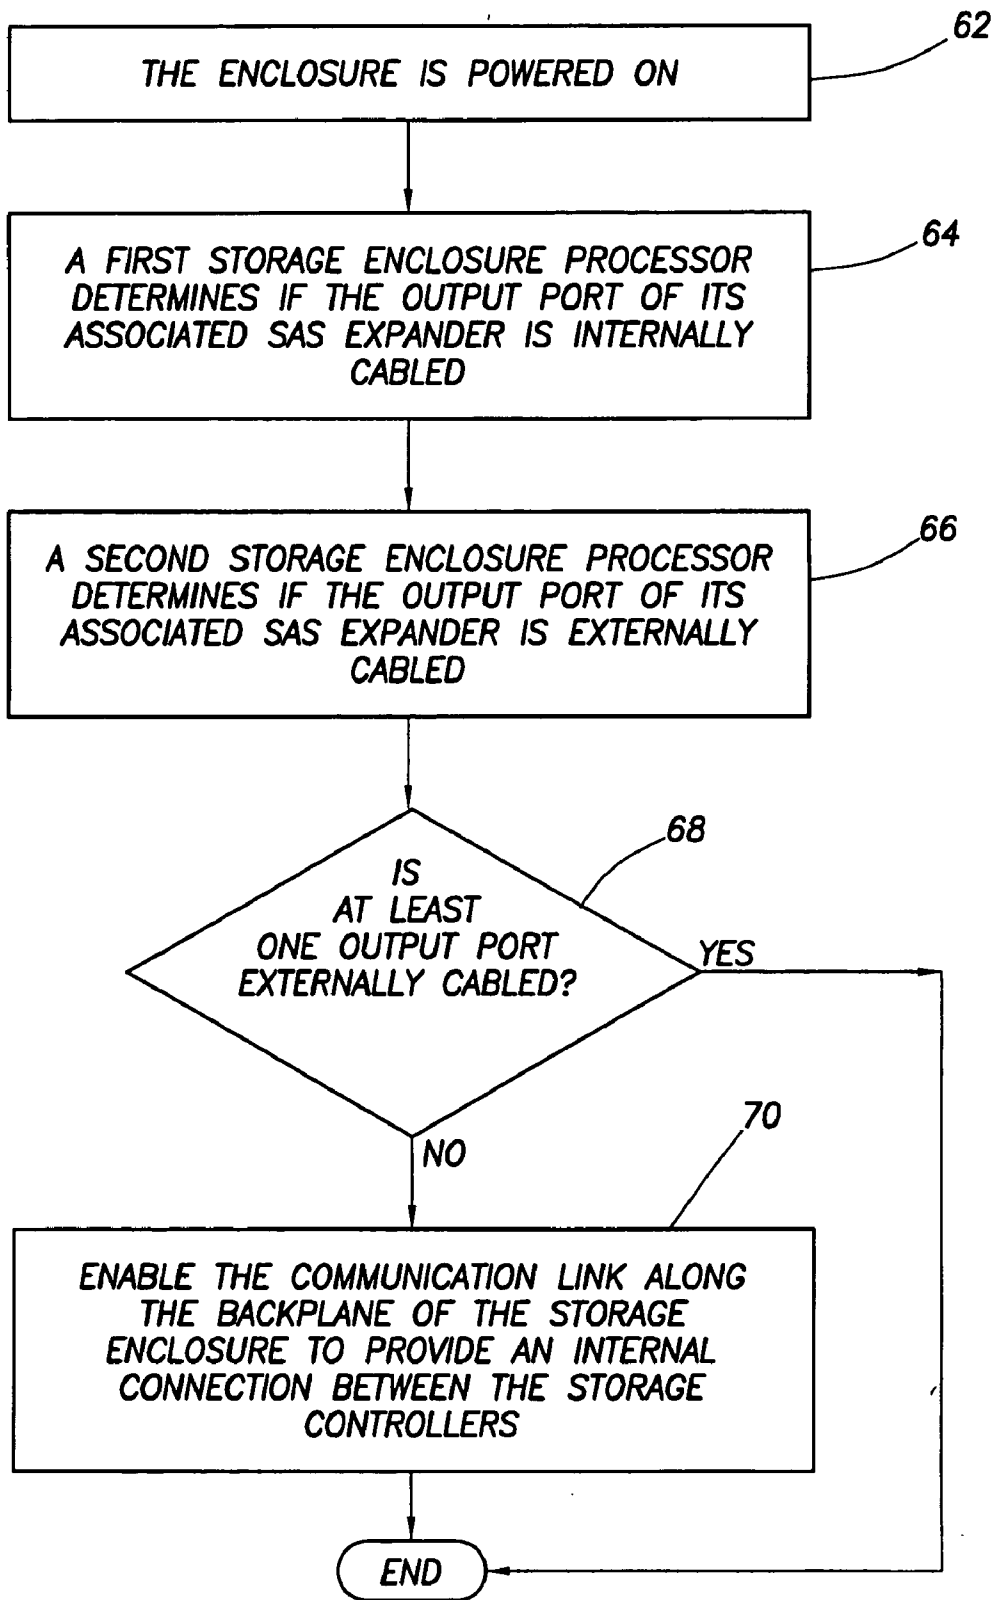 62
THE ENCLOSURE IS POWERED ON
64
A FIRST STORAGE ENCLOSURE PROCESSOR
DETERMINES IF THE OUTPUT PORT OF ITS
ASSOCIATED SAS EXPANDER IS INTERNALLY
CABLED
66
A SECOND STORAGE ENCLOSURE PROCESSOR
DETERMINES IF THE OUTPUT PORT OF ITS
ASSOCIATED SAS EXPANDER IS EXTERNALLY
CABLED
68
IS
AT LEAST
ONE OUTPUT PORT
EXTERNALLY CABLED?
YES
NO
70
ENABLE THE COMMUNICATION LINK ALONG
THE BACKPLANE OF THE STORAGE
ENCLOSURE TO PROVIDE AN INTERNAL
CONNECTION BETWEEN THE STORAGE
CONTROLLERS
END